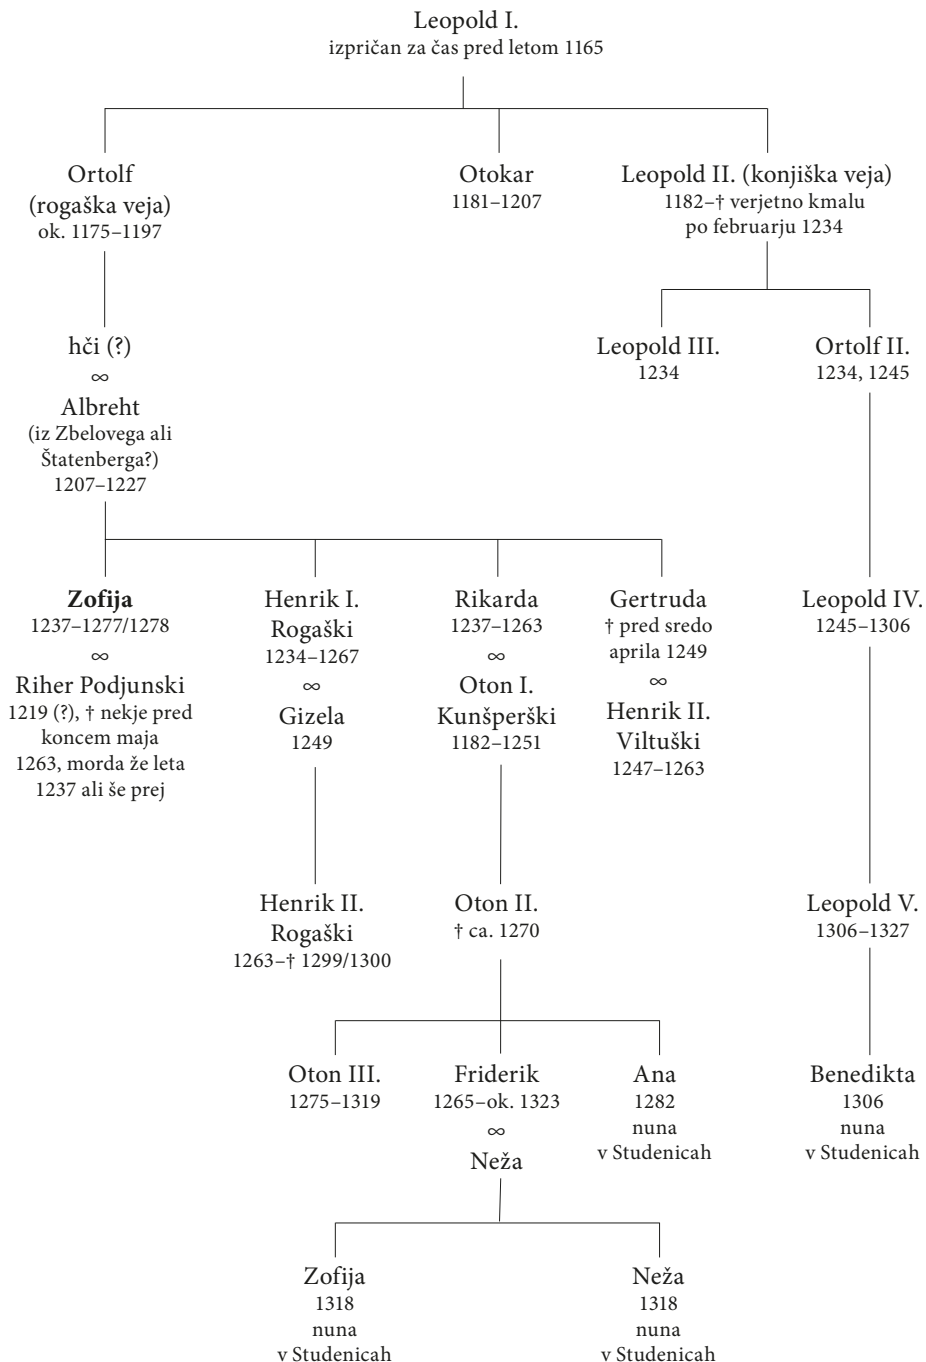 Leopold I.
izpričan za čas pred letom 1165
Ortolf
(rogaška veja)
ok. 1175–1197
Otokar
1181–1207
Leopold II. (konjiška veja)
1182–† verjetno kmalu
po februarju 1234
hči (?)
∞
Albreht
(iz Zbelovega ali
Štatenberga?)
1207–1227
Leopold III.
1234
Ortolf II.
1234, 1245
Zofija
1237–1277/1278
∞
Riher Podjunski
1219 (?), † nekje pred
koncem maja
1263, morda že leta
1237 ali še prej
Henrik I.
Rogaški
1234–1267
∞
Gizela
1249
Rikarda
1237–1263
∞
Oton I.
Kunšperški
1182–1251
Gertruda
† pred sredo
aprila 1249
∞
Henrik II.
Viltuški
1247–1263
Leopold IV.
1245–1306
Henrik II.
Rogaški
1263–† 1299/1300
Oton II.
† ca. 1270
Leopold V.
1306–1327
Oton III.
1275–1319
Friderik
1265–ok. 1323
∞
Neža
Ana
1282
nuna
v Studenicah
Benedikta
1306
nuna
v Studenicah
Zofija
1318
nuna
v Studenicah
Neža
1318
nuna
v Studenicah